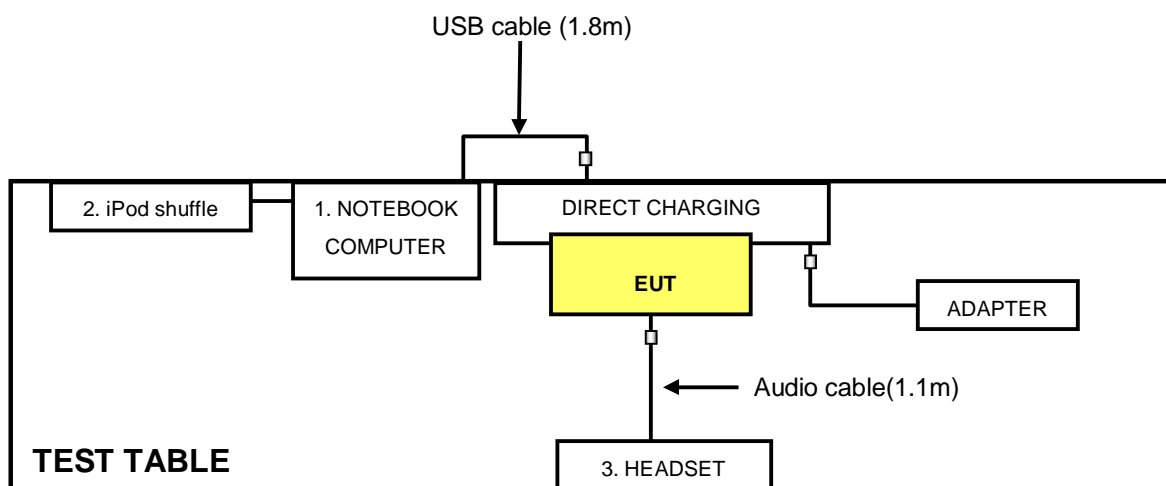 USB cable (1.8m)
2. iPod shuffle
1. NOTEBOOK
COMPUTER
DIRECT CHARGING
EUT
ADAPTER
Audio cable(1.1m)
TEST TABLE
3. HEADSET